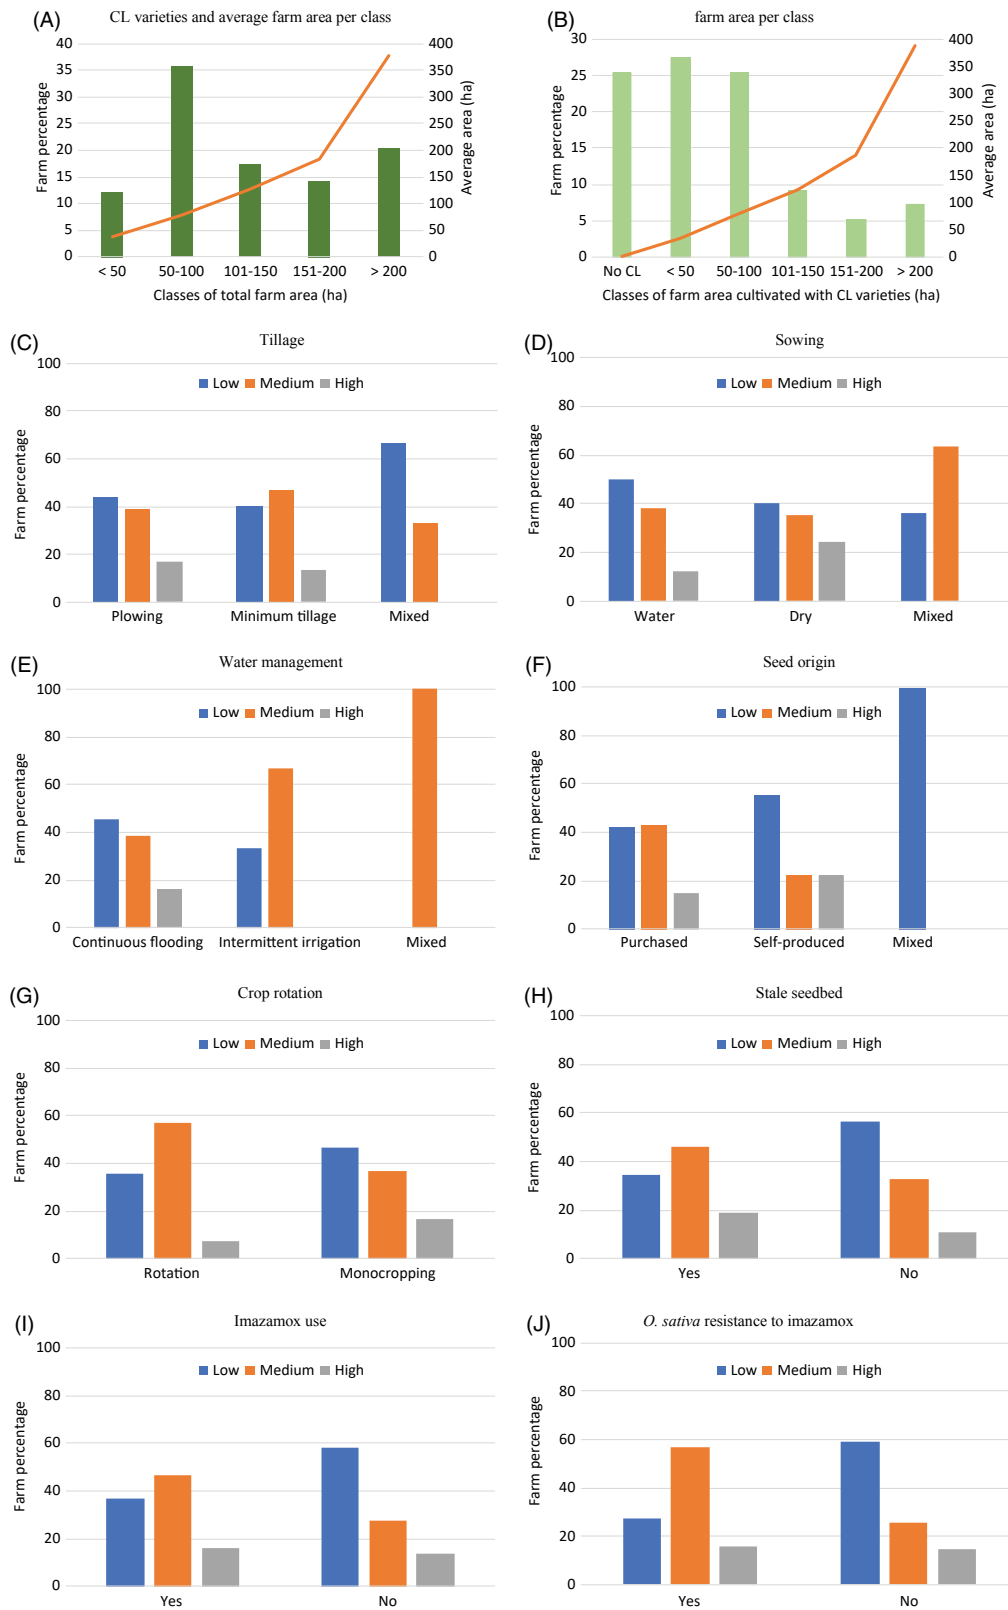 (A)
CL varieties and average farm area per class
40
35
30
25
20
15
10
5
0
Farm percentage
400
350
300
250
200
150
100
50
0
Average area (ha)
< 50 50-100 101-150 151-200 > 200
Classes of total farm area (ha)
(B)
farm area per class
30
25
20
15
10
5
0
Farm percentage
400
350
300
250
200
150
100
50
0
Average area (ha)
No CL < 50 50-100 101-150 151-200 > 200
Classes of farm area cultivated with CL varieties (ha)
(C)
Tillage
Low Medium High
100
80
60
40
20
0
Farm percentage
Plowing Minimum tillage Mixed
(D)
Sowing
Low Medium High
100
80
60
40
20
0
Farm percentage
Water Dry Mixed
(E)
Water management
Low Medium High
100
80
60
40
20
0
Farm percentage
Continuous flooding Intermittent irrigation Mixed
(F)
Seed origin
Low Medium High
100
80
60
40
20
0
Farm percentage
Purchased Self-produced Mixed
(G)
Crop rotation
Low Medium High
100
80
60
40
20
0
Farm percentage
Rotation Monocropping
(H)
Stale seedbed
Low Medium High
100
80
60
40
20
0
Farm percentage
Yes No
(I)
Imazamox use
Low Medium High
100
80
60
40
20
0
Farm percentage
Yes No
(J)
O. sativa resistance to imazamox
Low Medium High
100
80
60
40
20
0
Farm percentage
Yes No